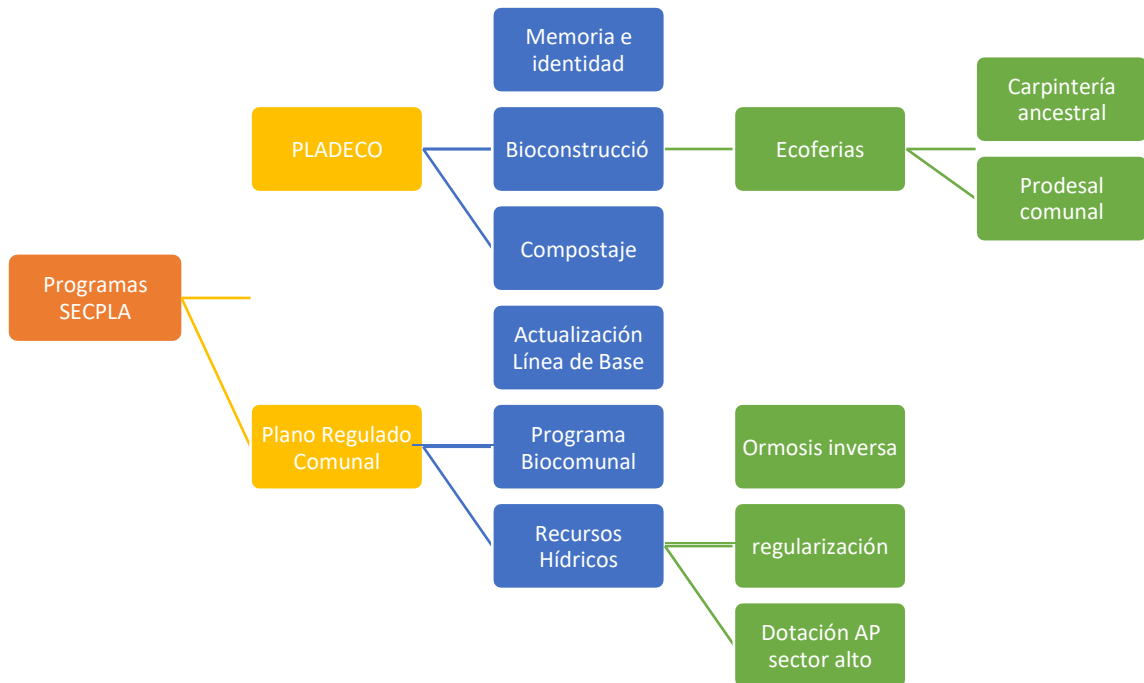 Programas
SECPLA
PLADECO
Memoria e
identidad
Bioconstrucció
Ecoferias
Carpintería
ancestral
Prodesal
comunal
Compostaje
Plano Regulado
Comunal
Actualización
Línea de Base
Programa
Biocomunal
Recursos
Hídricos
Ormosis inversa
regularización
Dotación AP
sector alto